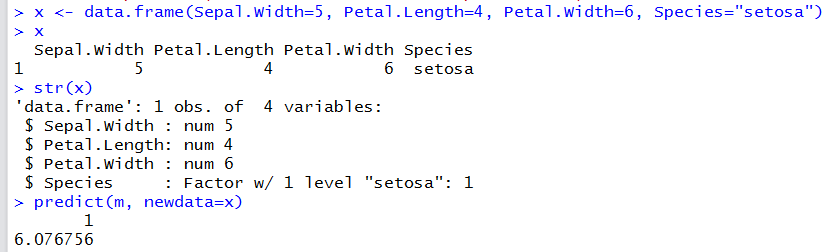 > x <- data.frame(Sepal.Width=5, Petal.Length=4, Petal.Width=6, Species="setosa")
> x
  Sepal.Width Petal.Length Petal.Width Species
1           5            4           6  setosa
> str(x)
'data.frame': 1 obs. of  4 variables:
 $ Sepal.Width : num 5
 $ Petal.Length: num 4
 $ Petal.Width : num 6
 $ Species     : Factor w/ 1 level "setosa": 1
> predict(m, newdata=x)
       1
6.076756